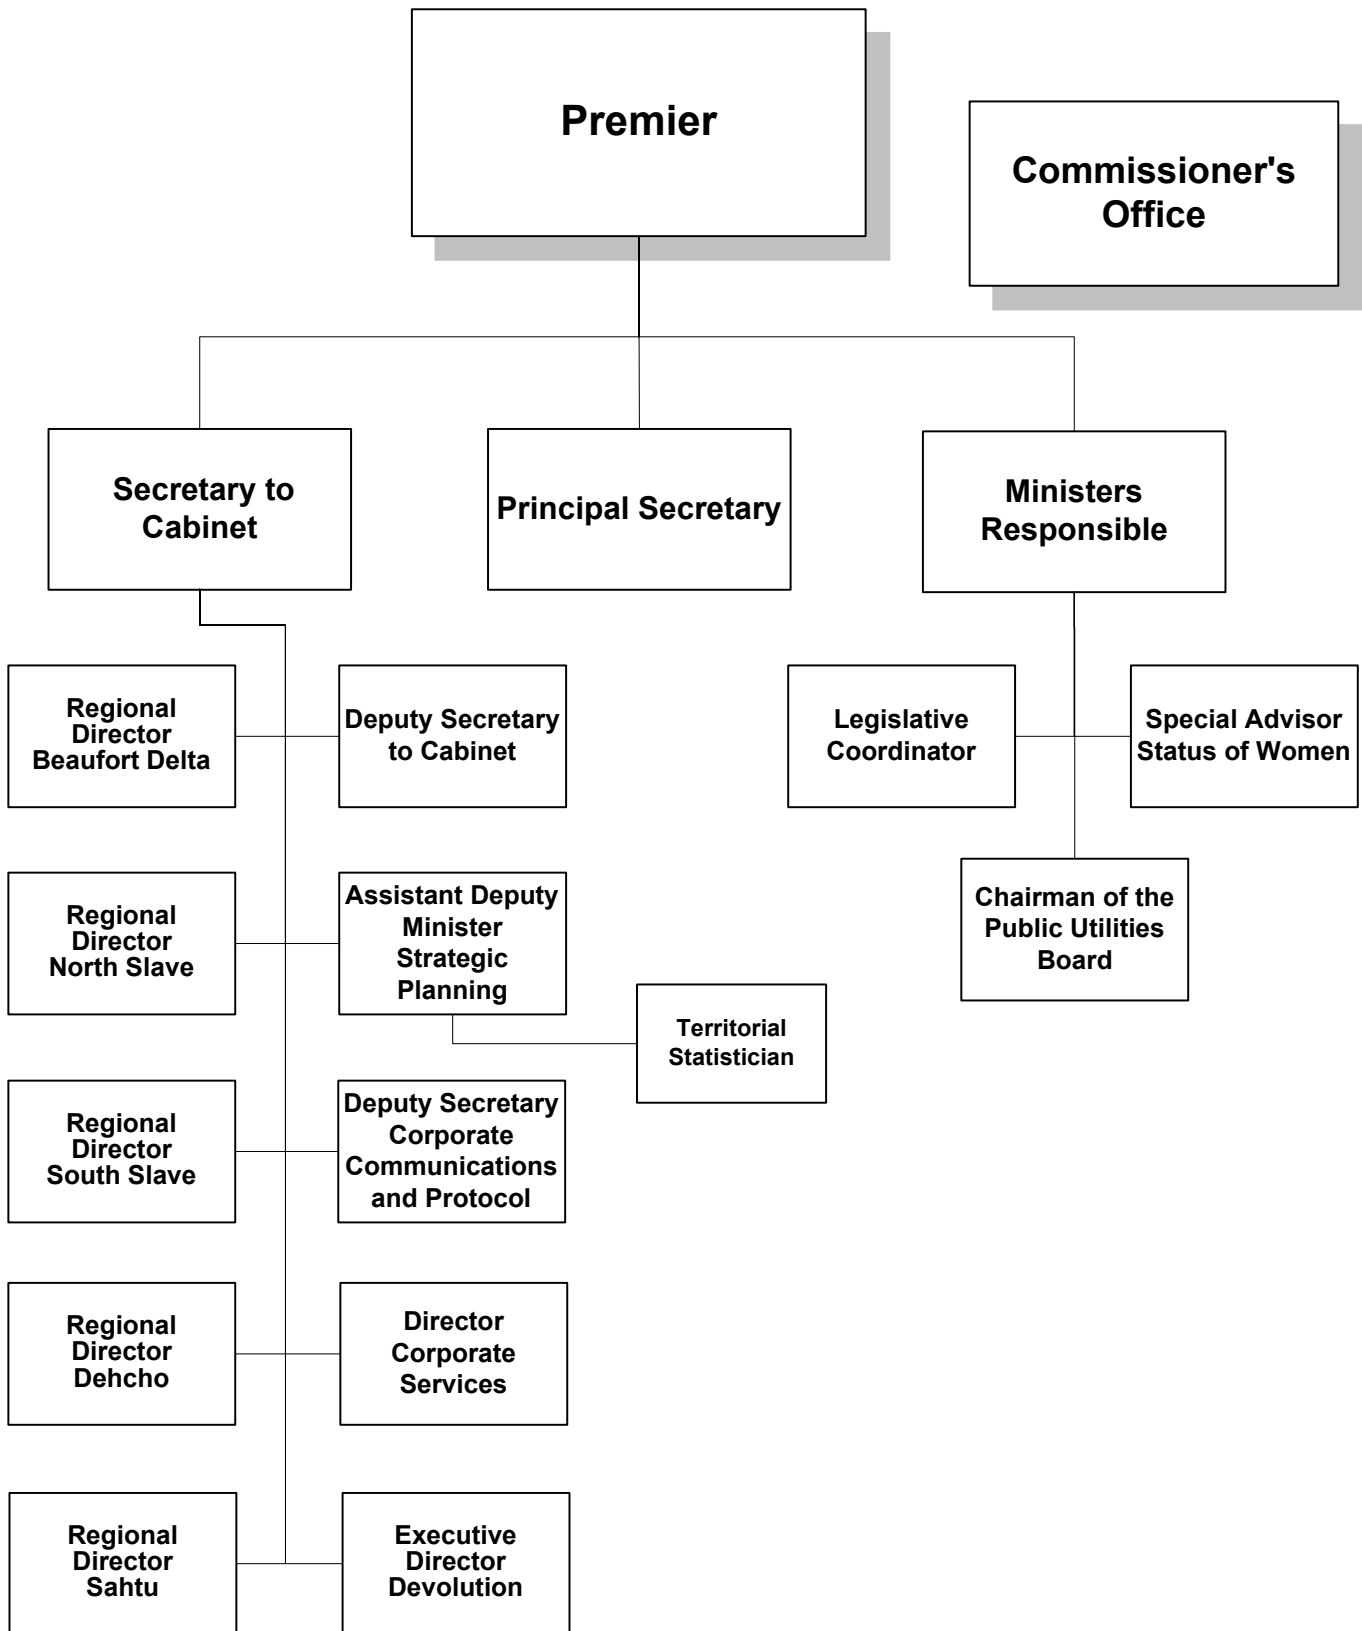 Premier
Commissioner's
Office
Secretary to
Cabinet
Principal Secretary
Ministers
Responsible
Regional
Director
Beaufort Delta
Deputy Secretary
to Cabinet
Legislative
Coordinator
Special Advisor
Status of Women
Regional
Director
North Slave
Assistant Deputy
Minister
Strategic
Planning
Chairman of the
Public Utilities
Board
Territorial
Statistician
Regional
Director
South Slave
Deputy Secretary
Corporate
Communications
and Protocol
Regional
Director
Dehcho
Director
Corporate
Services
Regional
Director
Sahtu
Executive
Director
Devolution